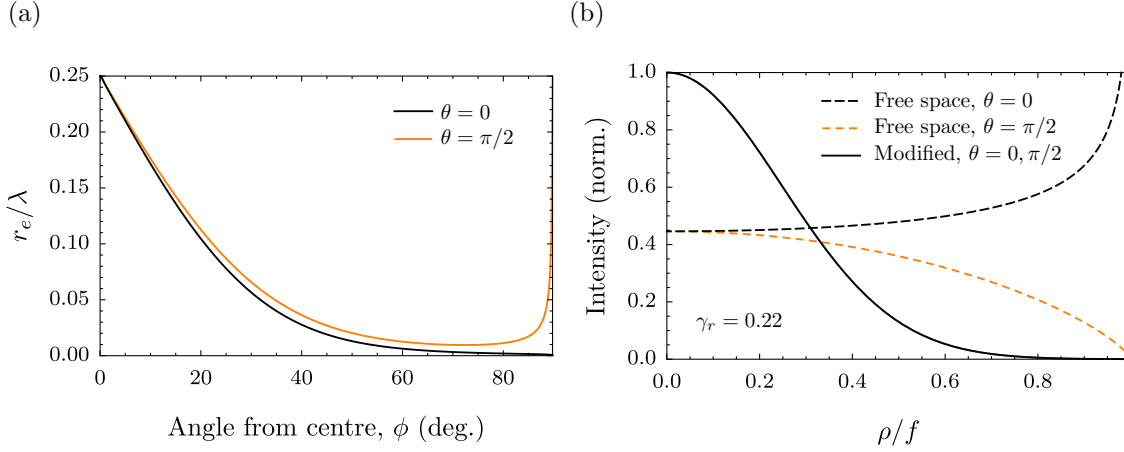 (a)
(b)
0.25
0.20
0.15
0.10
0.05
0.00
r_e/λ
0
20
40
60
80
Angle from centre, ϕ (deg.)
θ = 0
θ = π/2
1.0
0.8
0.6
0.4
0.2
0.0
Intensity (norm.)
0.0
0.2
0.4
0.6
0.8
ρ/f
Free space, θ = 0
Free space, θ = π/2
Modified, θ = 0, π/2
γ_r = 0.22